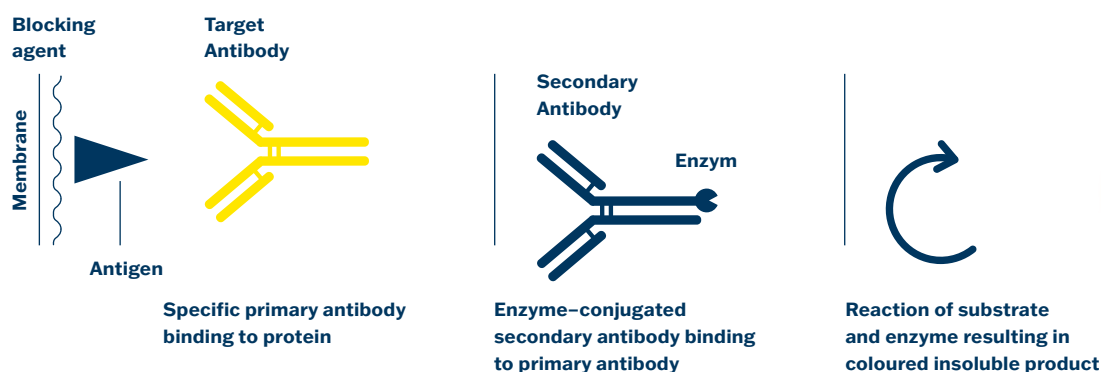 Blocking
agent
Target
Antibody
Membrane
Antigen
Specific primary antibody
binding to protein
Secondary
Antibody
Enzym
Enzyme–conjugated
secondary antibody binding
to primary antibody
Reaction of substrate
and enzyme resulting in
coloured insoluble product